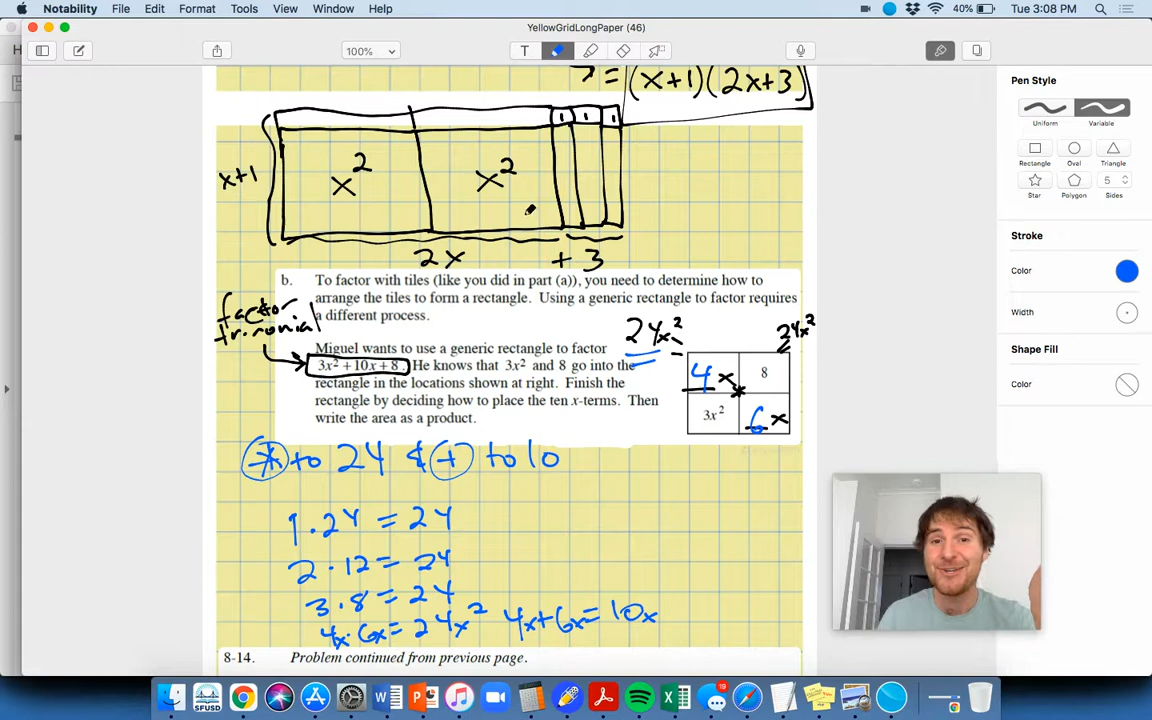 Notability File Edit Format Tools View Window Help 40% Tue 3:08 PM
YellowGridLongPaper (46)
100% T
= (x+1)(2x+3)
1 1 1
x+1 x² x²
2x + 3
b. To factor with tiles (like you did in part (a)), you need to determine how to
arrange the tiles to form a rectangle. Using a generic rectangle to factor requires
a different process.
factor
trinomial
24x² 24x²
Miguel wants to use a generic rectangle to factor
3x² + 10x + 8. He knows that 3x² and 8 go into the
rectangle in the locations shown at right. Finish the
rectangle by deciding how to place the ten x-terms. Then
write the area as a product.
4x 8
3x² 6x
* to 24 & + to 10
1 · 24 = 24
2 · 12 = 24
3 · 8 = 24
4x · 6x = 24x² 4x+6x= 10x
8-14. Problem continued from previous page.
Pen Style
Uniform Variable
Rectangle Oval Triangle
5
Star Polygon Sides
Stroke
Color
Width
Shape Fill
Color
SFUSD
19